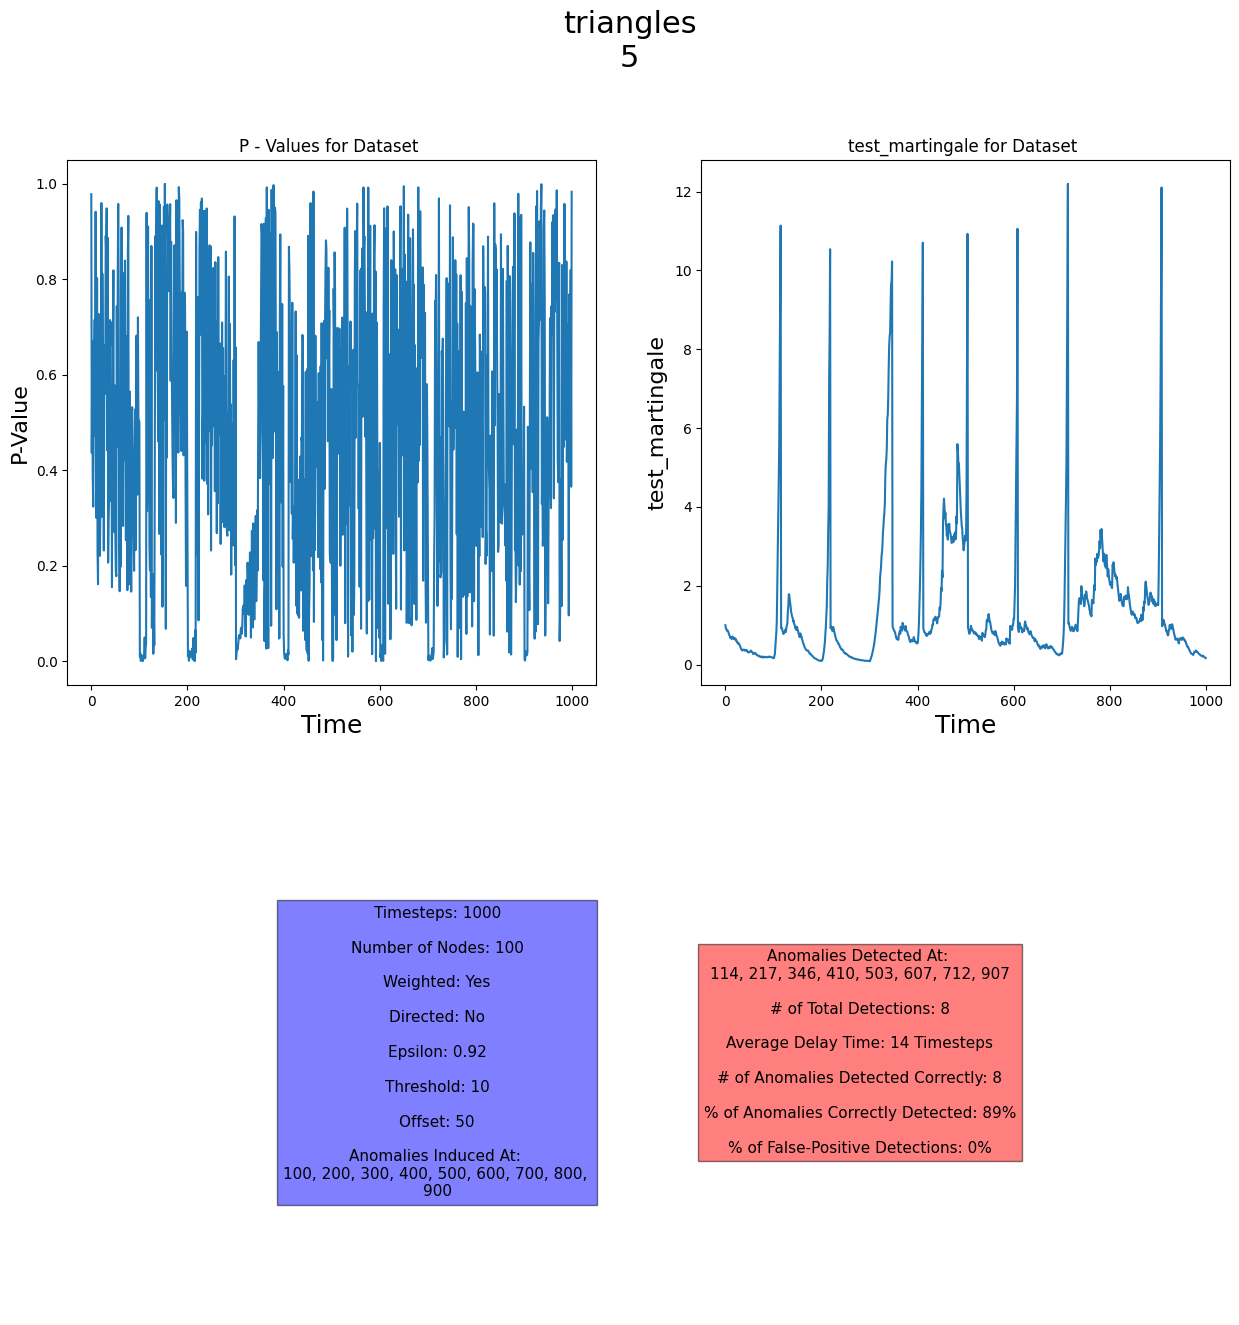 triangles
5
P - Values for Dataset
1.0
0.8
0.6
0.4
0.2
0.0
P-Value
0
200
400
600
800
1000
Time
test_martingale for Dataset
12
10
8
6
4
2
0
test_martingale
0
200
400
600
800
1000
Time
Timesteps: 1000
Number of Nodes: 100
Weighted: Yes
Directed: No
Epsilon: 0.92
Threshold: 10
Offset: 50
Anomalies Induced At:
100, 200, 300, 400, 500, 600, 700, 800,
900
Anomalies Detected At:
114, 217, 346, 410, 503, 607, 712, 907
# of Total Detections: 8
Average Delay Time: 14 Timesteps
# of Anomalies Detected Correctly: 8
% of Anomalies Correctly Detected: 89%
% of False-Positive Detections: 0%